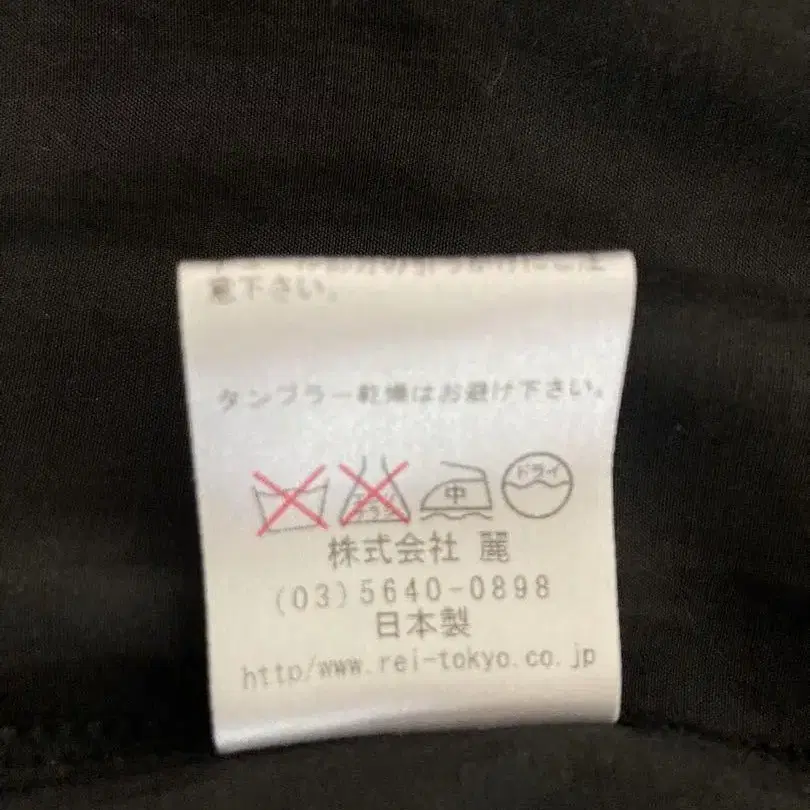 意下さい。
タンブラー乾燥はお避け下さい。
中 ドライ
株式会社 麗
(03)5640-0898
日本製
http/www.rei-tokyo.co.jp